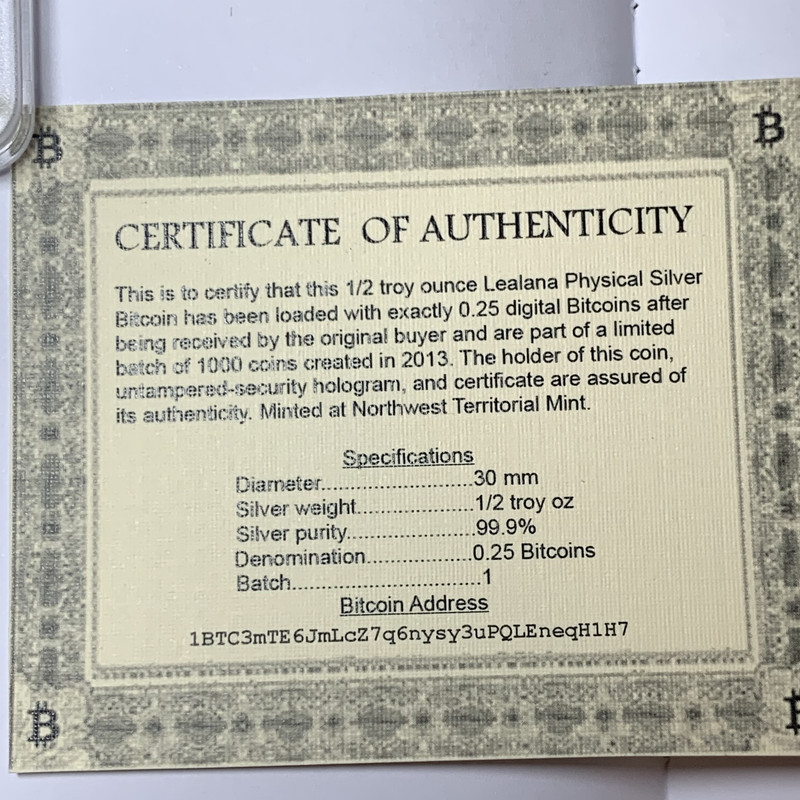 CERTIFICATE OF AUTHENTICITY
This is to certify that this 1/2 troy ounce Lealana Physical Silver
Bitcoin has been loaded with exactly 0.25 digital Bitcoins after
being received by the original buyer and are part of a limited
batch of 1000 coins created in 2013. The holder of this coin,
untampered-security hologram, and certificate are assured of
its authenticity. Minted at Northwest Territorial Mint.
Specifications
Diameter..........................30 mm
Silver weight....................1/2 troy oz
Silver purity......................99.9%
Denomination..................0.25 Bitcoins
Batch................................1
Bitcoin Address
1BTC3mTE6JmLcZ7q6nysy3uPQLEneqH1H7